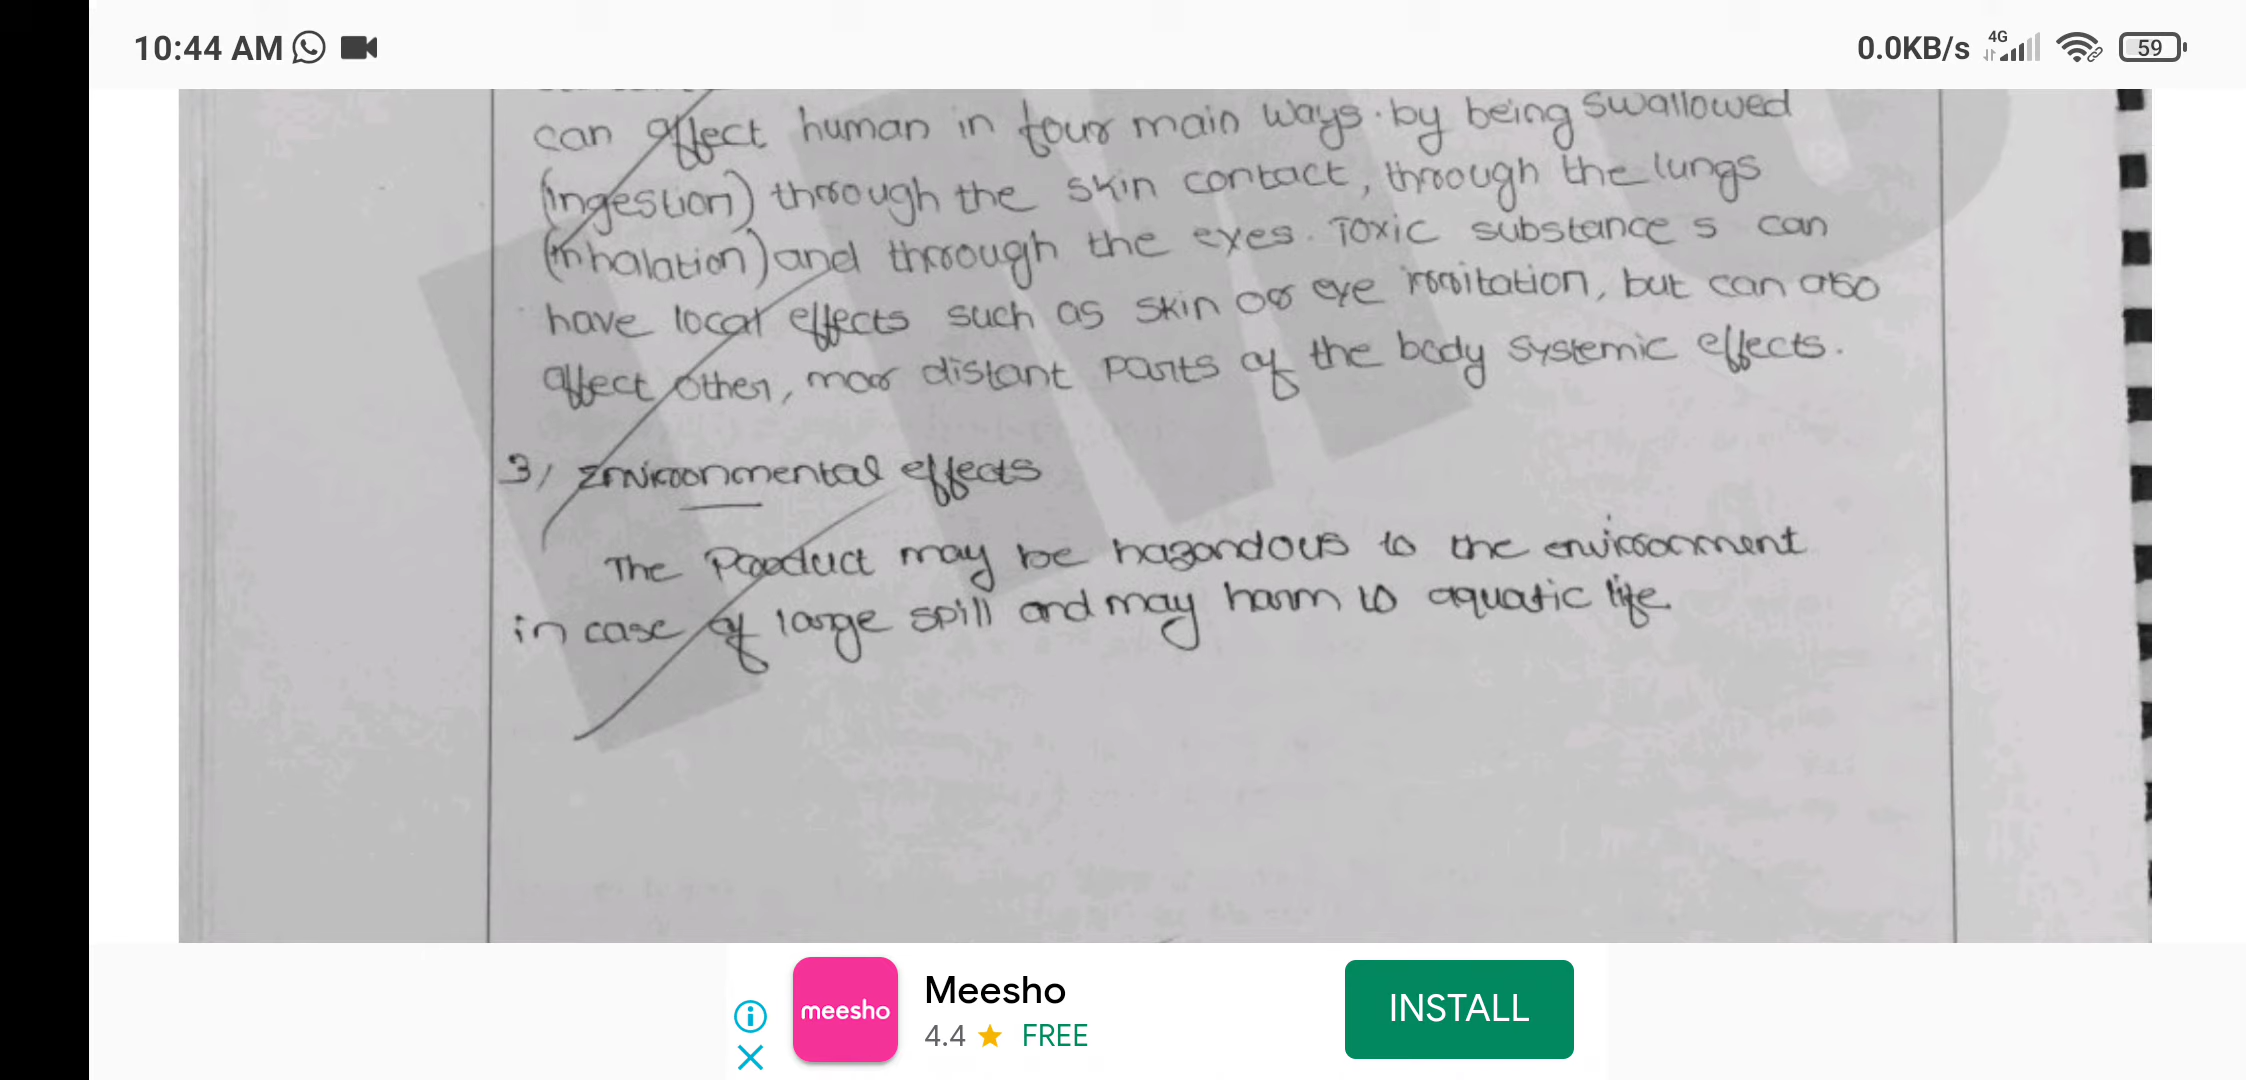 10:44 AM
0.0KB/s 4G 59
can affect human in four main ways. by being swallowed
(ingestion) through the skin contact, through the lungs
(inhalation) and through the eyes. Toxic substances can
have local effects such as skin or eye irritation, but can also
affect other, mor distant parts of the body systemic effects.
3/ Environmental effects
The Product may be hazardous to the environment
in case of large spill and may harm to aquatic life.
meesho
Meesho
4.4 ★ FREE
INSTALL